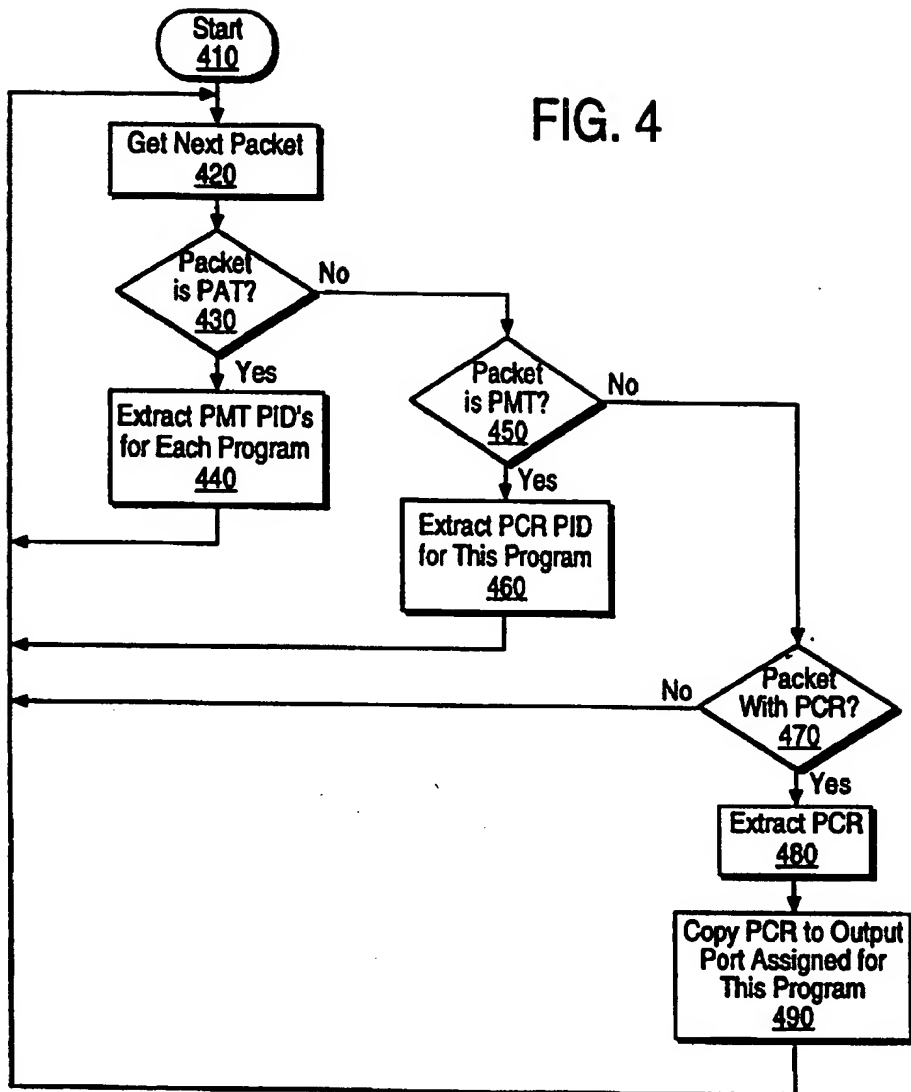 Start
410
FIG. 4
Get Next Packet
420
Packet
is PAT?
430
No
Yes
Packet
is PMT?
450
No
Extract PMT PID's
for Each Program
440
Yes
Extract PCR PID
for This Program
460
No
Packet
With PCR?
470
Yes
Extract PCR
480
Copy PCR to Output
Port Assigned for
This Program
490